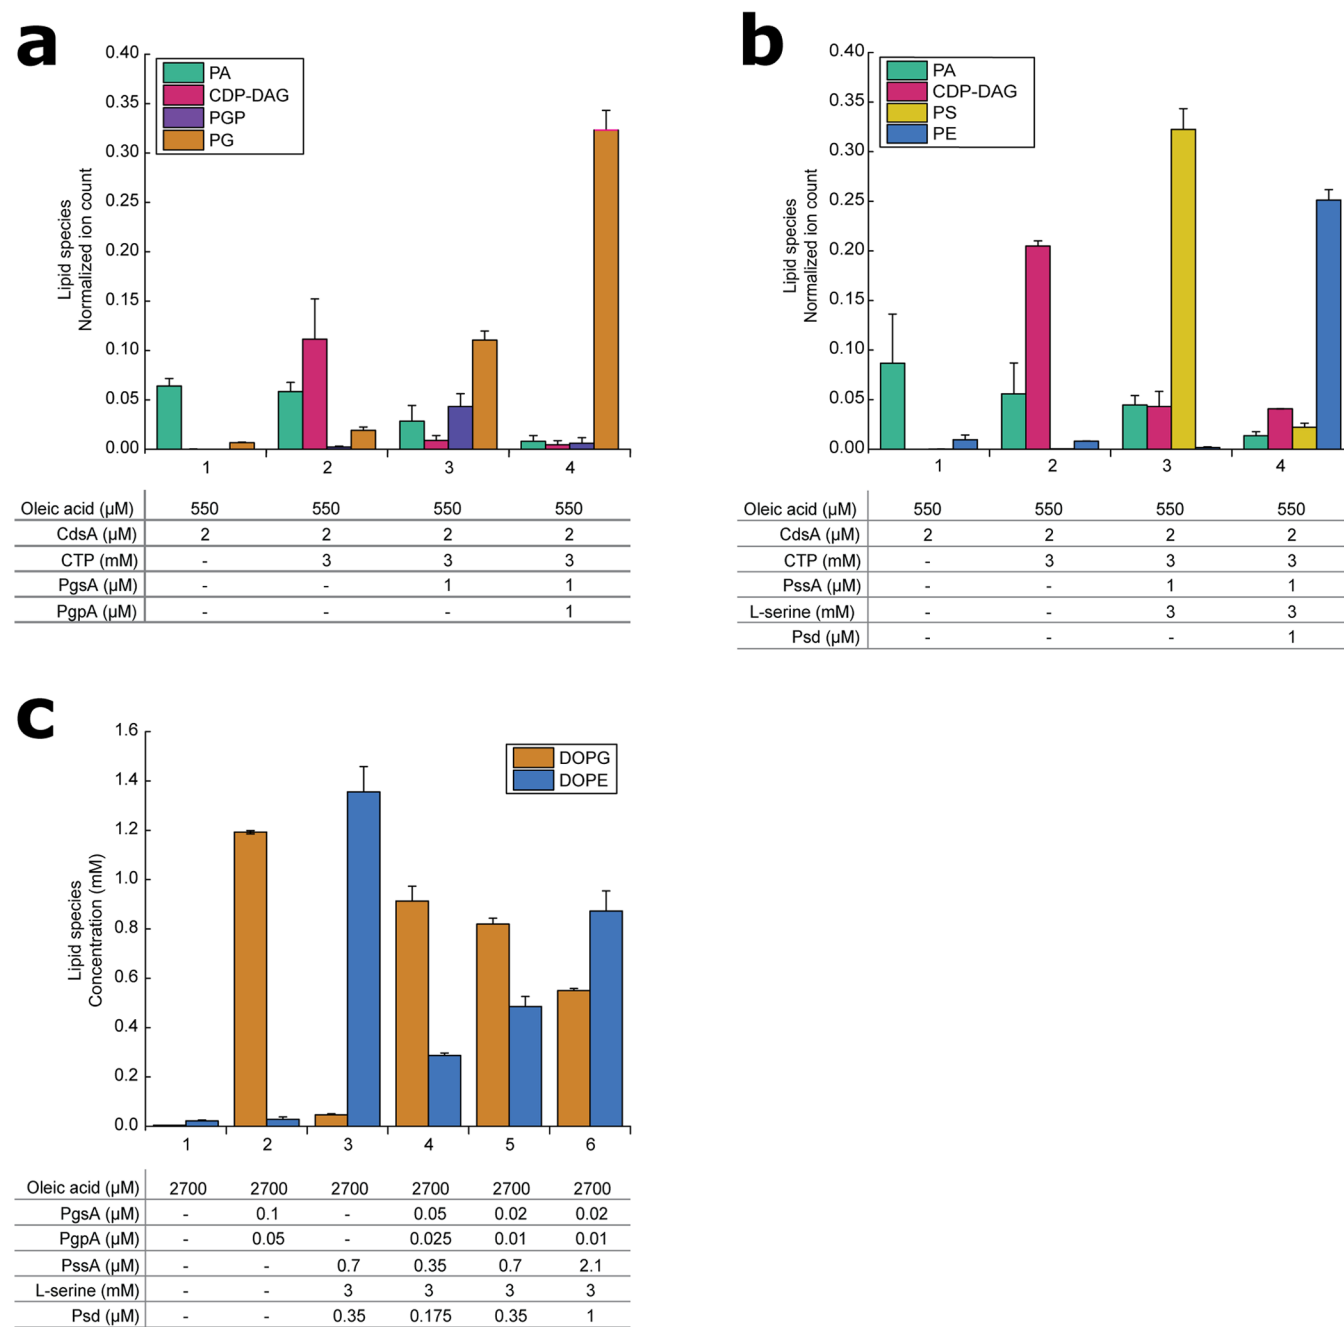 a
0.40
0.35
0.30
0.25
0.20
0.15
0.10
0.05
0.00
Lipid species
Normalized ion count
PA
CDP-DAG
PGP
PG
1 2 3 4
Oleic acid (µM) 550 550 550 550
CdsA (µM) 2 2 2 2
CTP (mM) - 3 3 3
PgsA (µM) - - 1 1
PgpA (µM) - - - 1
b
0.40
0.35
0.30
0.25
0.20
0.15
0.10
0.05
0.00
Lipid species
Normalized ion count
PA
CDP-DAG
PS
PE
1 2 3 4
Oleic acid (µM) 550 550 550 550
CdsA (µM) 2 2 2 2
CTP (mM) - 3 3 3
PssA (µM) - - 1 1
L-serine (mM) - - 3 3
Psd (µM) - - - 1
c
1.6
1.4
1.2
1.0
0.8
0.6
0.4
0.2
0.0
Lipid species
Concentration (mM)
DOPG
DOPE
1 2 3 4 5 6
Oleic acid (µM) 2700 2700 2700 2700 2700 2700
PgsA (µM) - 0.1 - 0.05 0.02 0.02
PgpA (µM) - 0.05 - 0.025 0.01 0.01
PssA (µM) - - 0.7 0.35 0.7 2.1
L-serine (mM) - - 3 3 3 3
Psd (µM) - - 0.35 0.175 0.35 1